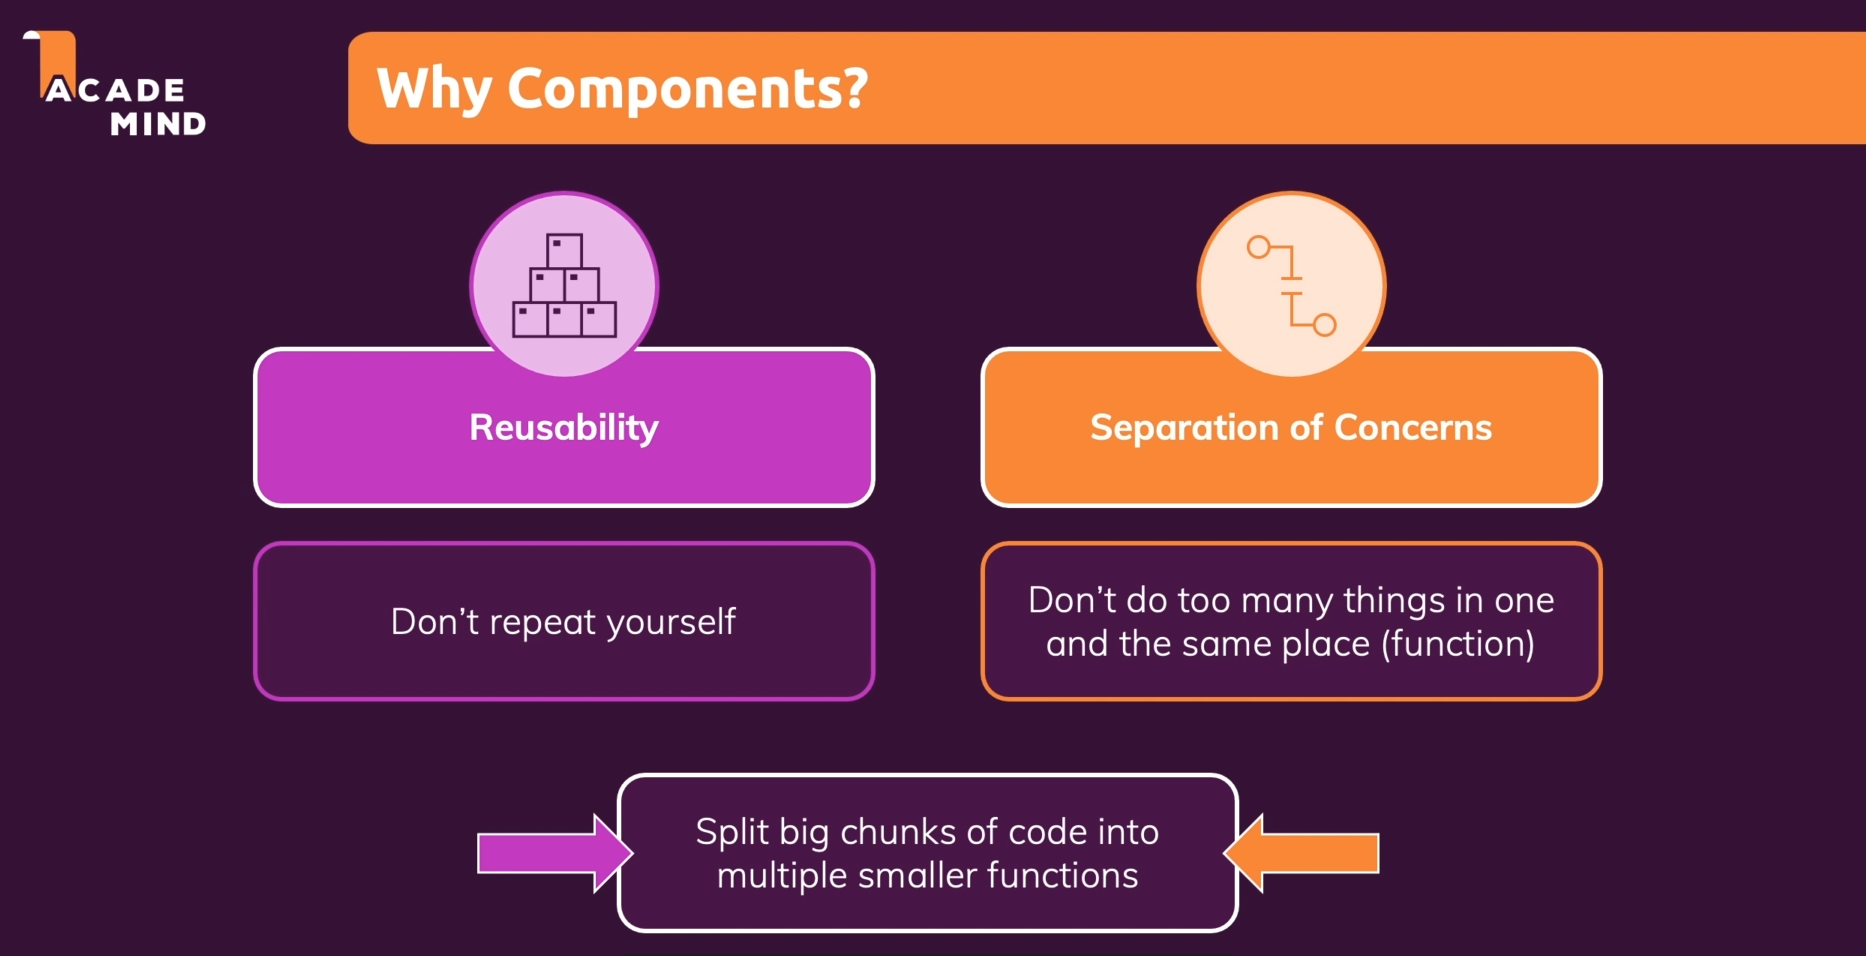 ACADE
MIND
Why Components?
Reusability
Separation of Concerns
Don’t repeat yourself
Don’t do too many things in one
and the same place (function)
Split big chunks of code into
multiple smaller functions